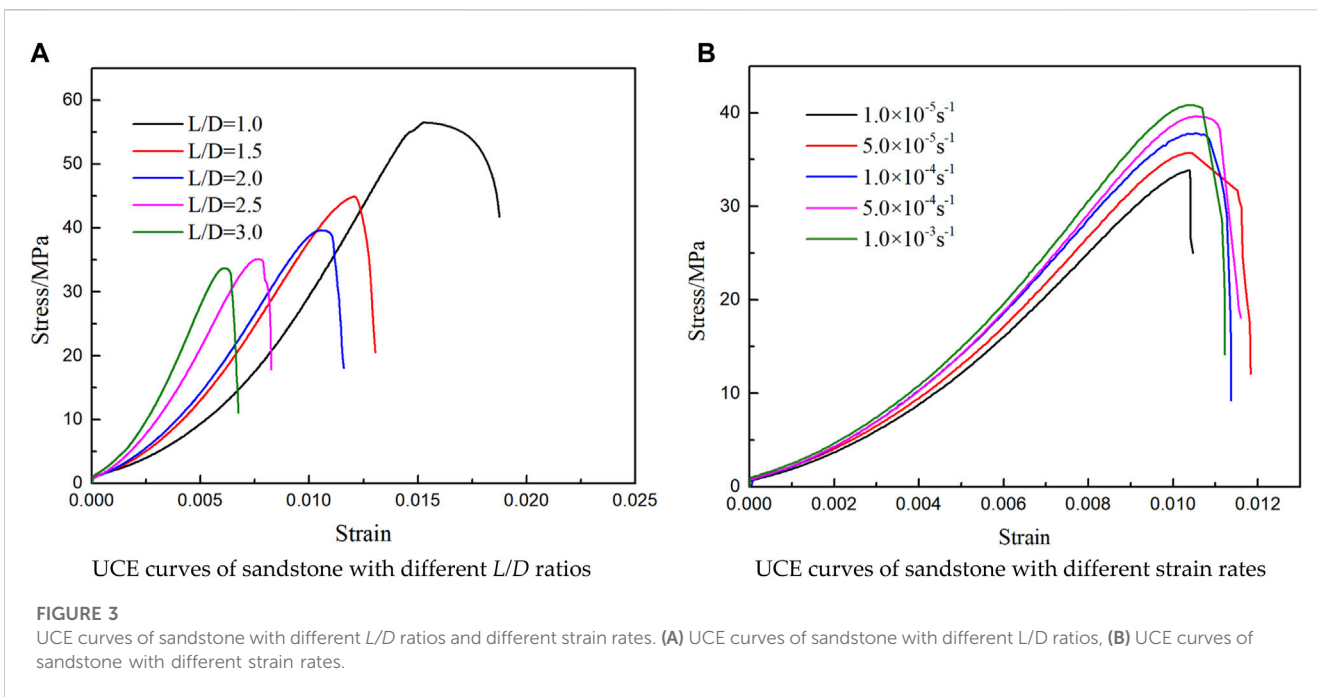 A
B
Stress/MPa
60
50
40
30
20
10
0
L/D=1.0
L/D=1.5
L/D=2.0
L/D=2.5
L/D=3.0
0.000 0.005 0.010 0.015 0.020 0.025
Strain
UCE curves of sandstone with different L/D ratios
Stress/MPa
40
30
20
10
0
1.0×10⁻⁵s⁻¹
5.0×10⁻⁵s⁻¹
1.0×10⁻⁴s⁻¹
5.0×10⁻⁴s⁻¹
1.0×10⁻³s⁻¹
0.000 0.002 0.004 0.006 0.008 0.010 0.012
Strain
UCE curves of sandstone with different strain rates
FIGURE 3
UCE curves of sandstone with different L/D ratios and different strain rates. (A) UCE curves of sandstone with different L/D ratios, (B) UCE curves of
sandstone with different strain rates.